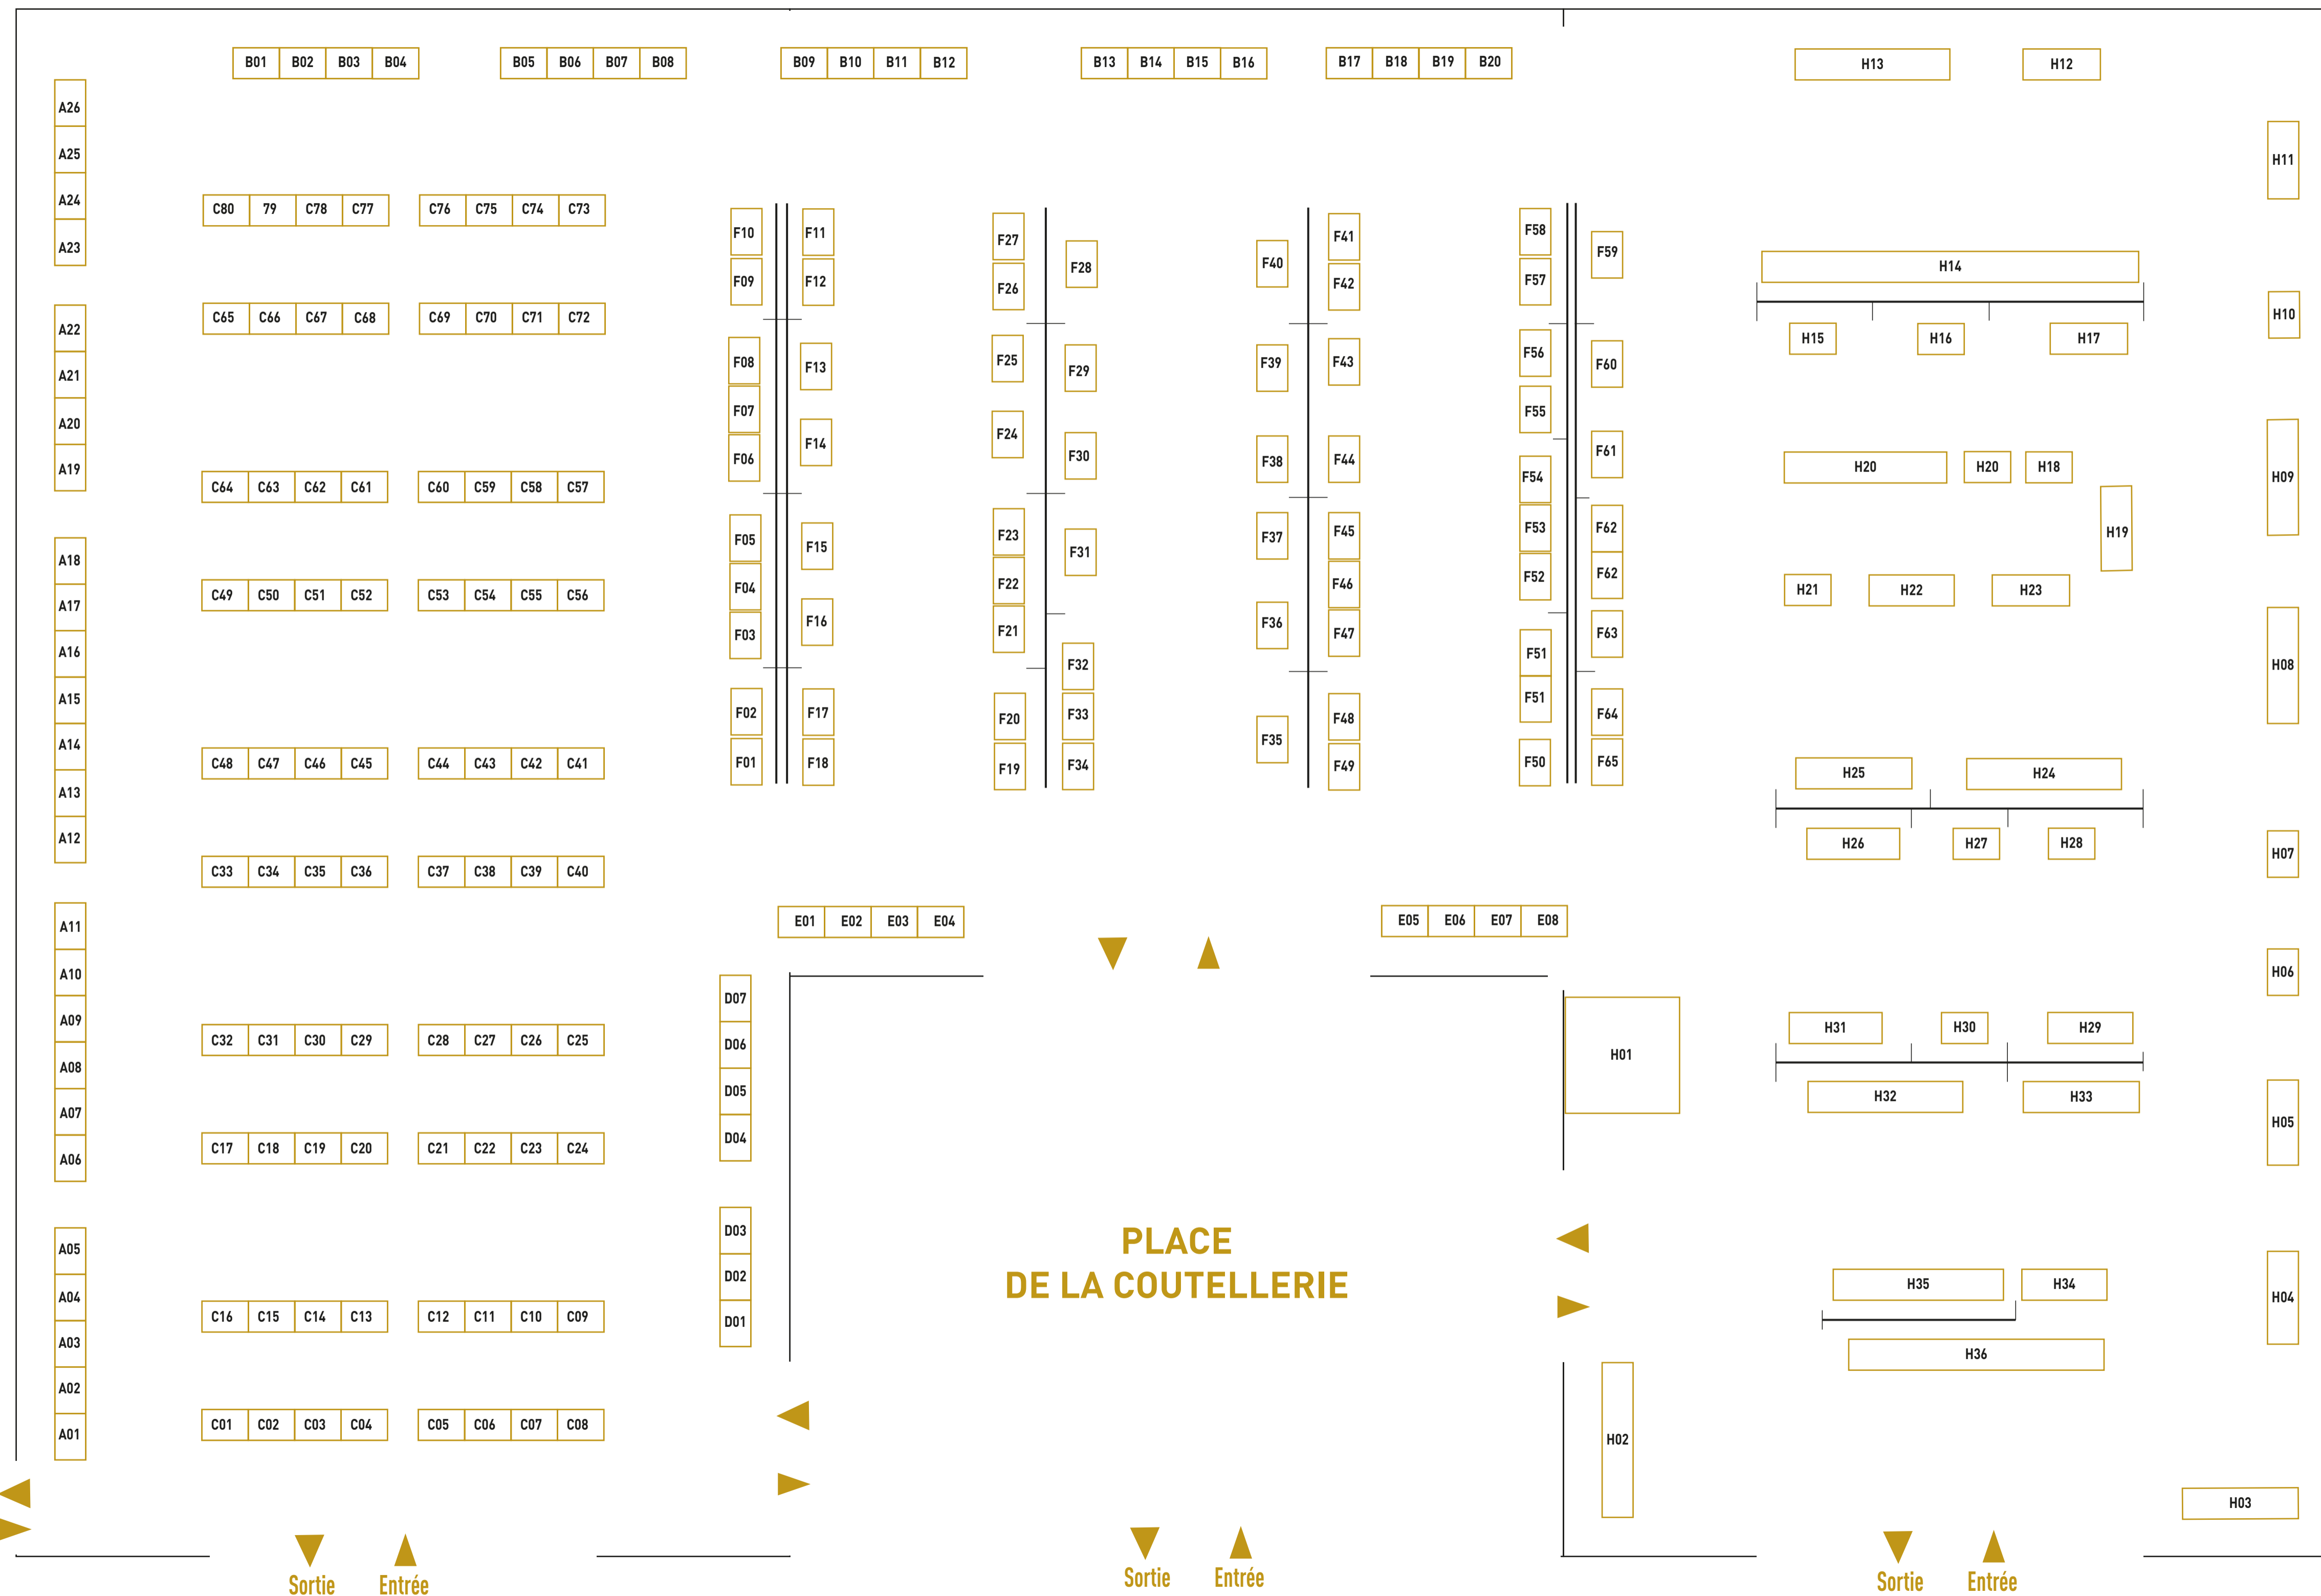 B01 B02 B03 B04 B05 B06 B07 B08 B09 B10 B11 B12 B13 B14 B15 B16 B17 B18 B19 B20 H13 H12
A26
A25
A24
A23
A22
A21
A20
A19
A18
A17
A16
A15
A14
A13
A12
A11
A10
A09
A08
A07
A06
A05
A04
A03
A02
A01
C80 79 C78 C77 C76 C75 C74 C73
C65 C66 C67 C68 C69 C70 C71 C72
C64 C63 C62 C61 C60 C59 C58 C57
C49 C50 C51 C52 C53 C54 C55 C56
C48 C47 C46 C45 C44 C43 C42 C41
C33 C34 C35 C36 C37 C38 C39 C40
C32 C31 C30 C29 C28 C27 C26 C25
C17 C18 C19 C20 C21 C22 C23 C24
C16 C15 C14 C13 C12 C11 C10 C09
C01 C02 C03 C04 C05 C06 C07 C08
F10
F09
F08
F07
F06
F05
F04
F03
F02
F01
F11
F12
F13
F14
F15
F16
F17
F18
F27
F26
F25
F24
F23
F22
F21
F20
F19
F28
F29
F30
F31
F32
F33
F34
F40
F39
F38
F37
F36
F35
F41
F42
F43
F44
F45
F46
F47
F48
F49
F58
F57
F56
F55
F54
F53
F52
F51
F51
F50
F59
F60
F61
F62
F62
F63
F64
F65
E01 E02 E03 E04 E05 E06 E07 E08
D07
D06
D05
D04
D03
D02
D01
PLACE
DE LA COUTELLERIE
H01
H02
H14
H15 H16 H17
H20 H20 H18
H19
H21 H22 H23
H25 H24
H26 H27 H28
H31 H30 H29
H32 H33
H35 H34
H36
H11
H10
H09
H08
H07
H06
H05
H04
H03
Sortie Entrée Sortie Entrée Sortie Entrée